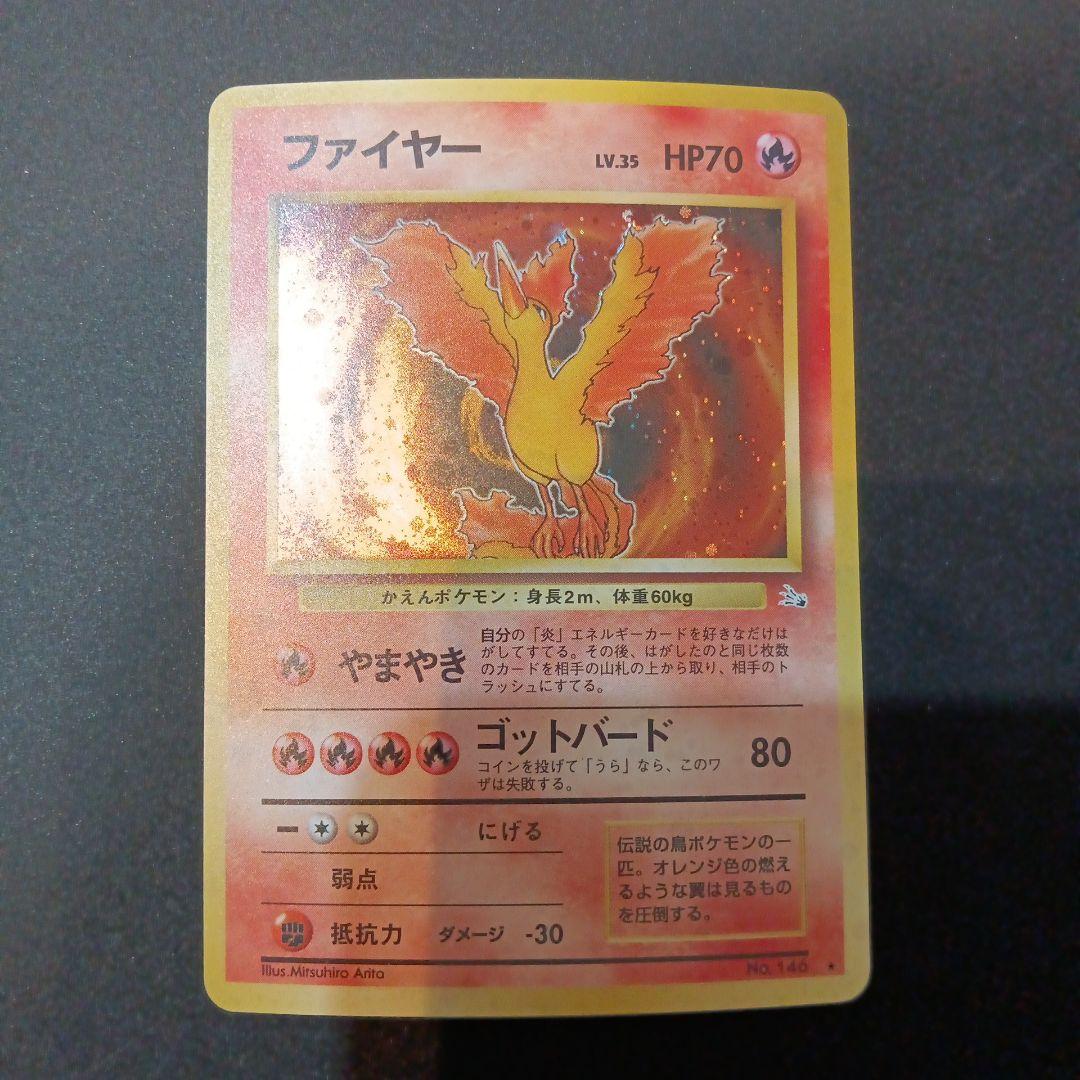 ファイヤー LV.35 HP70
かえんポケモン：身長2m、体重60kg
やまやき
自分の「炎」エネルギーカードを好きなだけは
がしてすてる。その後、はがしたのと同じ枚数
のカードを相手の山札の上から取り、相手のト
ラッシュにすてる。
ゴットバード 80
コインを投げて「うら」なら、このワ
ザは失敗する。
にげる
弱点
抵抗力 ダメージ -30
伝説の鳥ポケモンの一
匹。オレンジ色の燃え
るような翼は見るもの
を圧倒する。
Illus.Mitsuhiro Arita
No. 146 ★